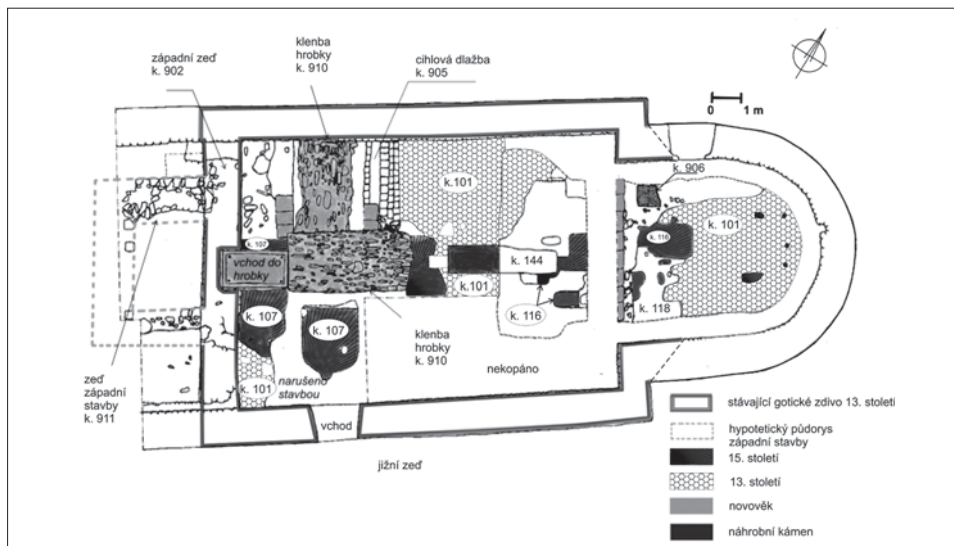 západní zeď
k. 902
klenba
hrobky
k. 910
cihlová dlažba
k. 905
0 1 m
k. 906
k.101
k. 101
k. 107
k. 116
vchod do
hrobky
k. 144
k.101
k. 116
k. 118
k. 107
k. 107
klenba
hrobky
k. 910
nekopáno
k. 101
narušeno
stavbou
zeď
západní
stavby
k. 911
vchod
jižní zeď
stávající gotické zdivo 13. století
hypotetický půdorys
západní stavby
15. století
13. století
novověk
náhrobní kámen